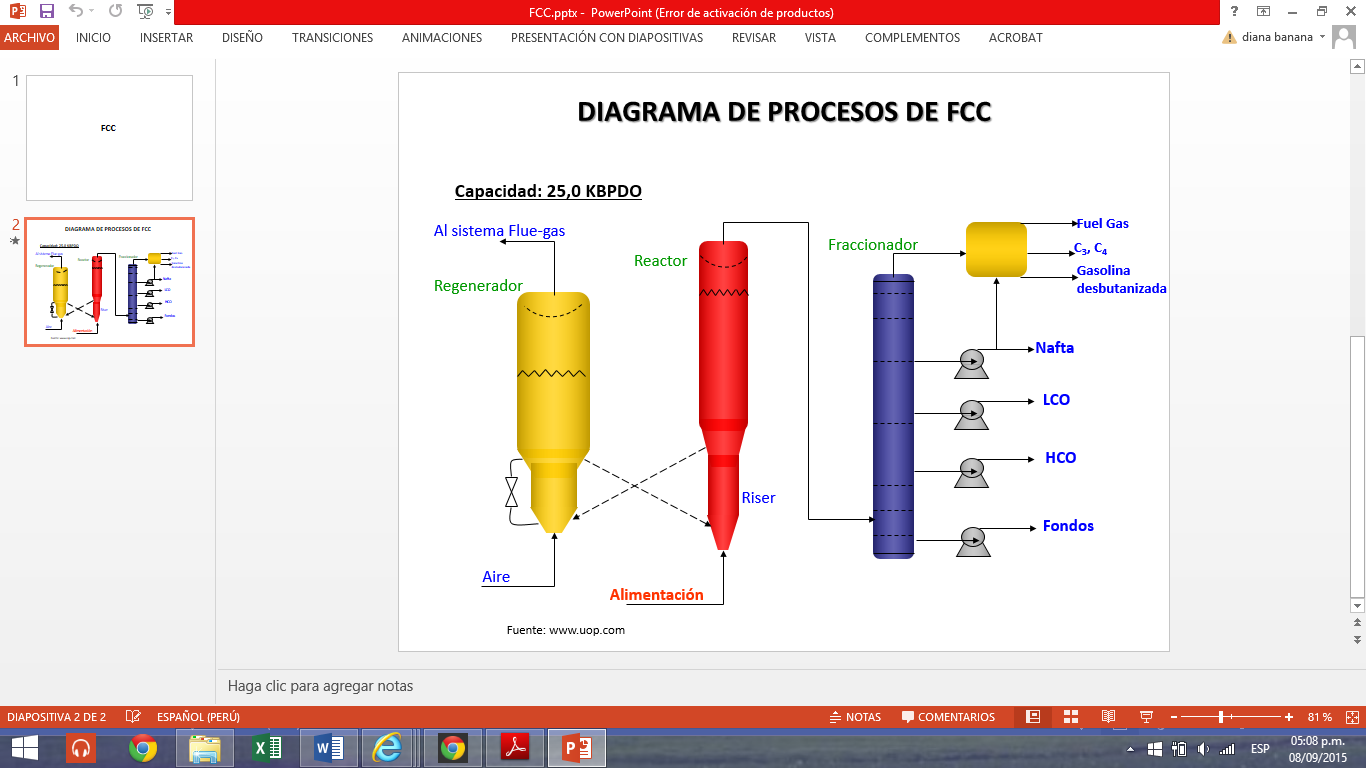 FCC.pptx - PowerPoint (Error de activación de productos)
ARCHIVO INICIO INSERTAR DISEÑO TRANSICIONES ANIMACIONES PRESENTACIÓN CON DIAPOSITIVAS REVISAR VISTA COMPLEMENTOS ACROBAT diana banana
1
FCC
2
DIAGRAMA DE PROCESOS DE FCC
Capacidad: 25,0 KBPDO
Al sistema Flue-gas
Regenerador
Reactor
Fraccionador
Fuel Gas
C3, C4
Gasolina
desbutanizada
Nafta
LCO
HCO
Riser
Fondos
Aire
Alimentación
Fuente: www.uop.com
Haga clic para agregar notas
DIAPOSITIVA 2 DE 2 ESPAÑOL (PERÚ) NOTAS COMENTARIOS 81 %
ESP
05:08 p.m.
08/09/2015